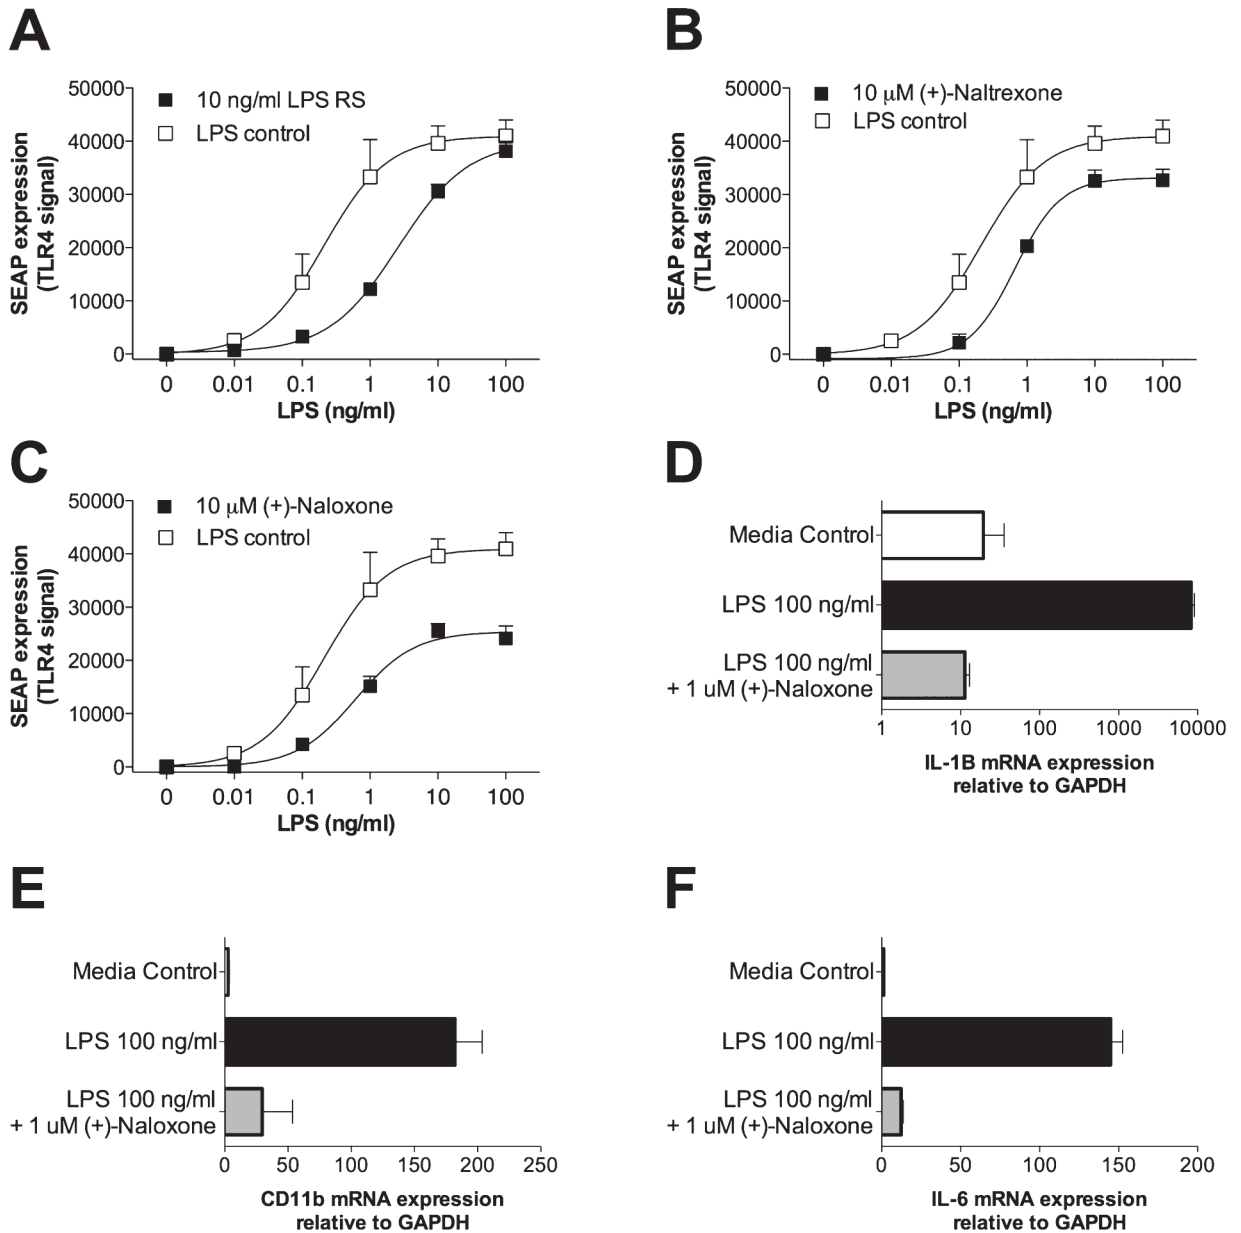 A
50000
40000
30000
20000
10000
0
SEAP expression
(TLR4 signal)
10 ng/ml LPS RS
LPS control
0 0.01 0.1 1 10 100
LPS (ng/ml)
B
50000
40000
30000
20000
10000
0
SEAP expression
(TLR4 signal)
10 μM (+)-Naltrexone
LPS control
0 0.01 0.1 1 10 100
LPS (ng/ml)
C
50000
40000
30000
20000
10000
0
SEAP expression
(TLR4 signal)
10 μM (+)-Naloxone
LPS control
0 0.01 0.1 1 10 100
LPS (ng/ml)
D
Media Control
LPS 100 ng/ml
LPS 100 ng/ml
+ 1 uM (+)-Naloxone
1 10 100 1000 10000
IL-1B mRNA expression
relative to GAPDH
E
Media Control
LPS 100 ng/ml
LPS 100 ng/ml
+ 1 uM (+)-Naloxone
0 50 100 150 200 250
CD11b mRNA expression
relative to GAPDH
F
Media Control
LPS 100 ng/ml
LPS 100 ng/ml
+ 1 uM (+)-Naloxone
0 50 100 150 200
IL-6 mRNA expression
relative to GAPDH